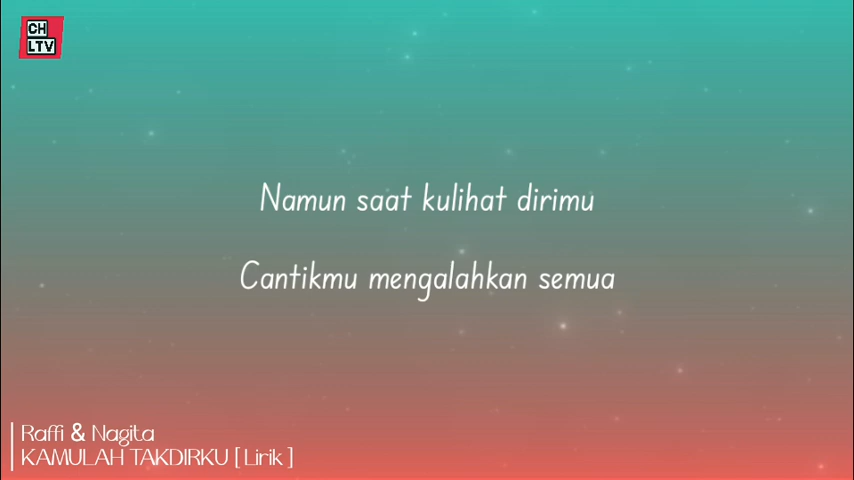 CH
LTV
Namun saat kulihat dirimu
Cantikmu mengalahkan semua
Raffi & Nagita
KAMULAH TAKDIRKU [ Lirik ]